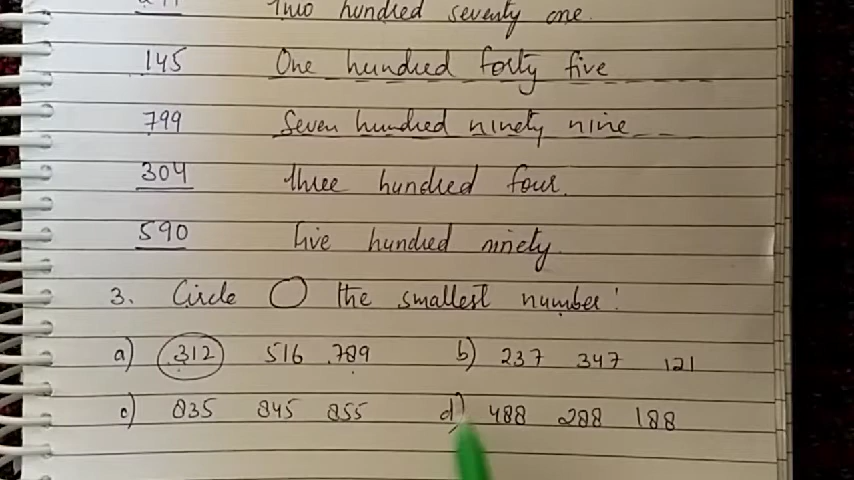 Two hundred seventy one.
145 One hundred forty five
799 Seven hundred ninety nine
304 three hundred four.
590 five hundred ninety
3. Circle the smallest number:
a) 312 516 789 b) 237 347 121
c) 835 845 855 d) 488 288 188